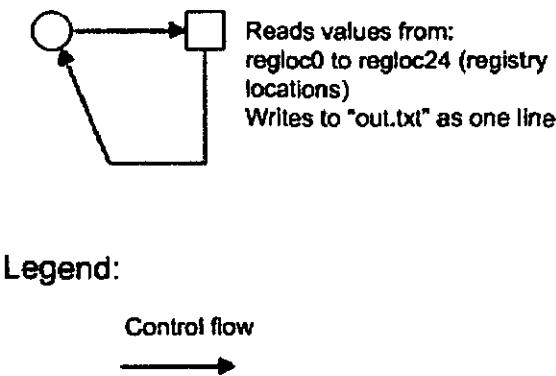 Reads values from:
regloc0 to regloc24 (registry
locations)
Writes to "out.txt" as one line
Legend:
Control flow